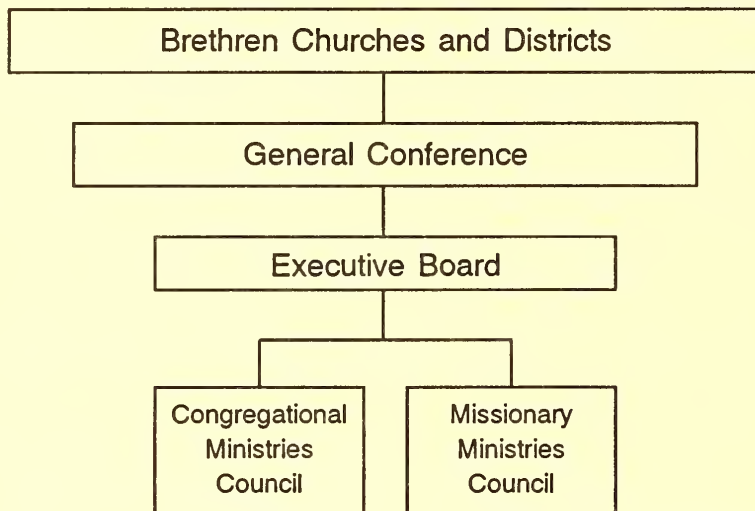 Brethren Churches and Districts
General Conference
Executive Board
Congregational
Ministries
Council
Missionary
Ministries
Council